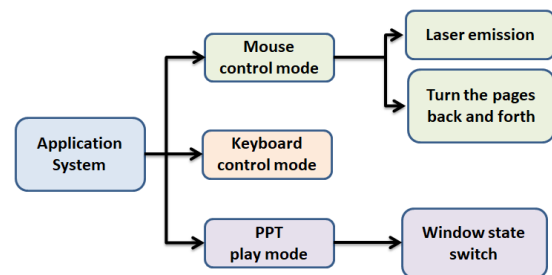 Application
System
Mouse
control mode
Laser emission
Turn the pages
back and forth
Keyboard
control mode
PPT
play mode
Window state
switch